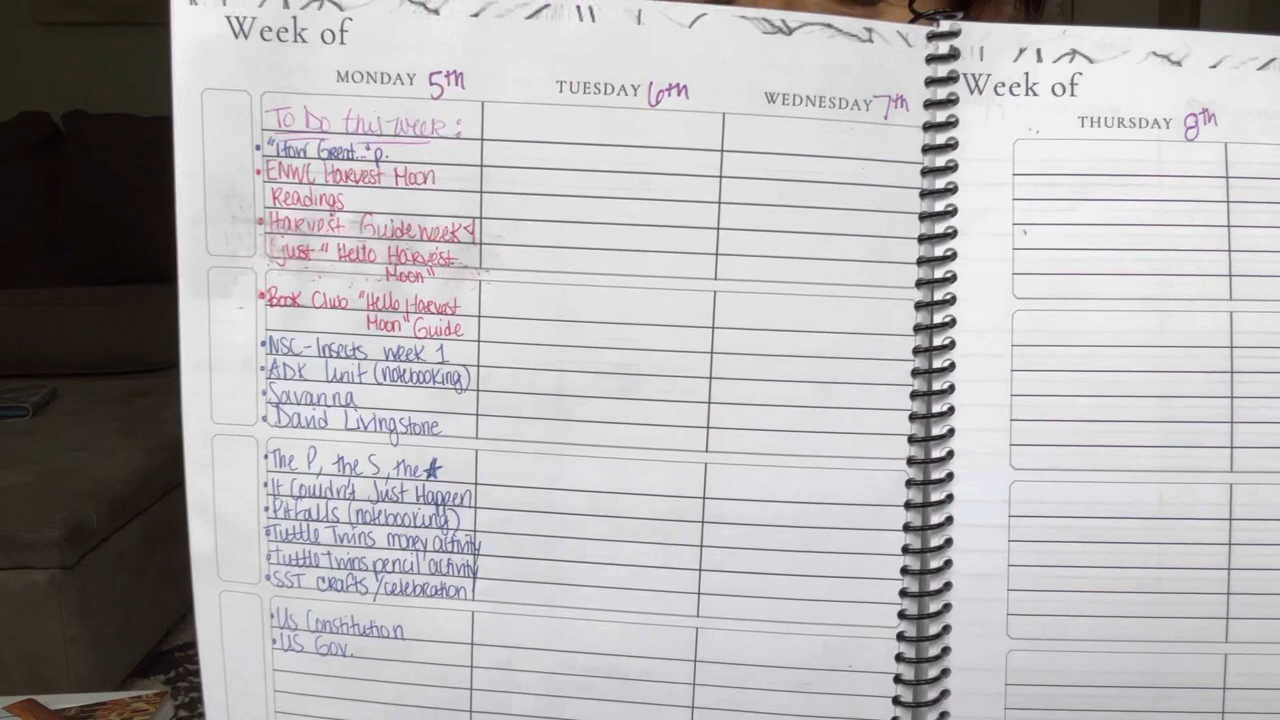 Week of
MONDAY 5th
TUESDAY 6th
WEDNESDAY 7th
To Do this week:
• "How Great..." p.
• ENWC Harvest Moon
Readings
• Harvest Guide week 1
just "Hello Harvest
Moon"
• Book Club "Hello Harvest
Moon" Guide
• NSC-Insects week 1
• ADK Unit (notebooking)
• Savanna
• David Livingstone
• The P, the S, the
• It Couldn't Just Happen
• Pitfalls (notebooking)
• Tuttle Twins money activity
• Tuttle Twins pencil activity
• SST crafts/celebration
• US Constitution
• US Gov.
Week of
THURSDAY 8th